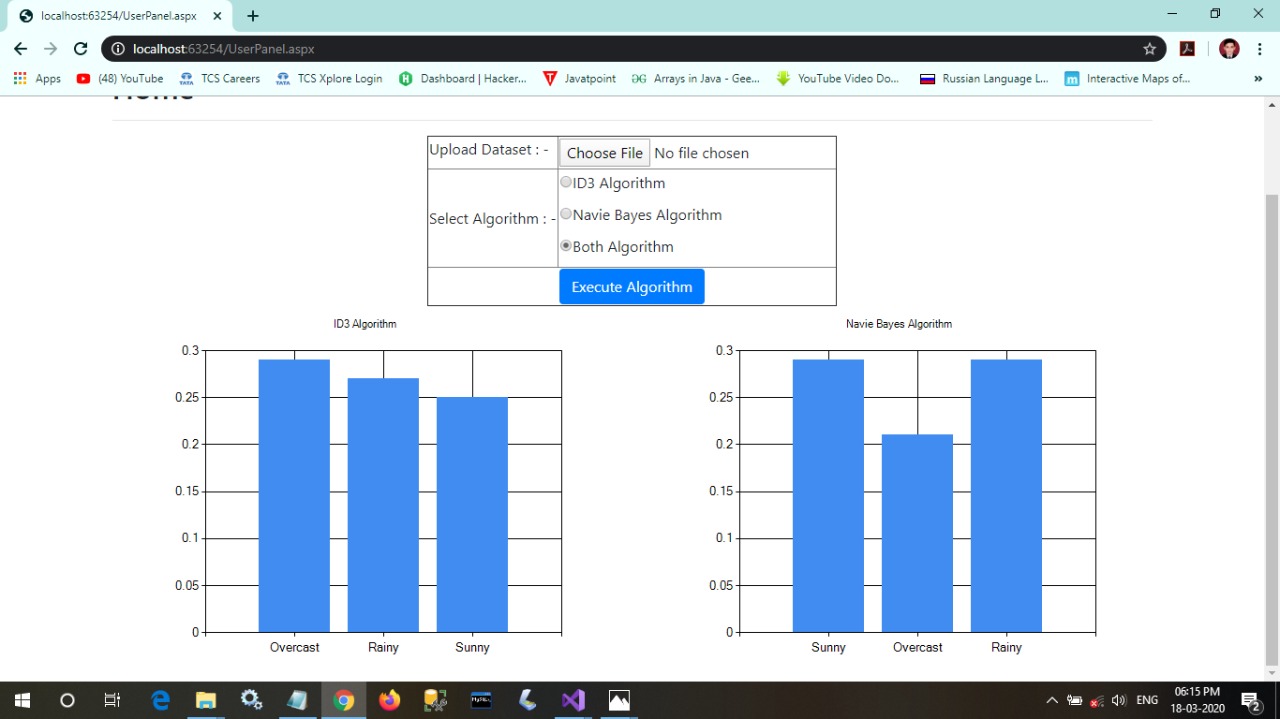 localhost:63254/UserPanel.aspx
localhost:63254/UserPanel.aspx
Apps (48) YouTube TCS Careers TCS Xplore Login Dashboard | Hacker... Javatpoint Arrays in Java - Gee... YouTube Video Do... Russian Language L... Interactive Maps of... »
Home
Upload Dataset : - Choose File No file chosen
Select Algorithm : -
ID3 Algorithm
Navie Bayes Algorithm
Both Algorithm
Execute Algorithm
ID3 Algorithm
0.3
0.25
0.2
0.15
0.1
0.05
0
Overcast Rainy Sunny
Navie Bayes Algorithm
0.3
0.25
0.2
0.15
0.1
0.05
0
Sunny Overcast Rainy
ENG
06:15 PM
18-03-2020
2